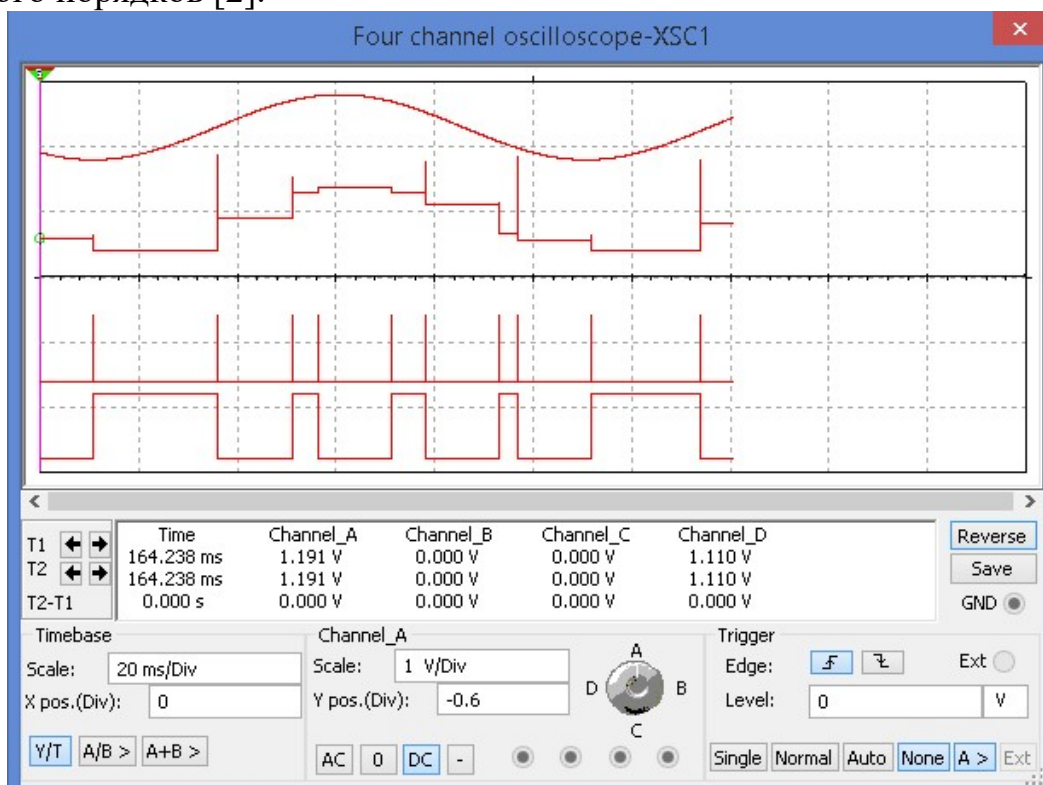 порядков [2].
Four channel oscilloscope-XSC1
Time Channel_A Channel_B Channel_C Channel_D
T1 164.238 ms 1.191 V 0.000 V 0.000 V 1.110 V
T2 164.238 ms 1.191 V 0.000 V 0.000 V 1.110 V
T2-T1 0.000 s 0.000 V 0.000 V 0.000 V 0.000 V
Reverse
Save
GND
Timebase
Scale: 20 ms/Div
X pos.(Div): 0
Y/T A/B > A+B >
Channel_A
Scale: 1 V/Div
Y pos.(Div): -0.6
AC 0 DC -
A
D B
C
Trigger
Edge: Ext
Level: 0 V
Single Normal Auto None A > Ext